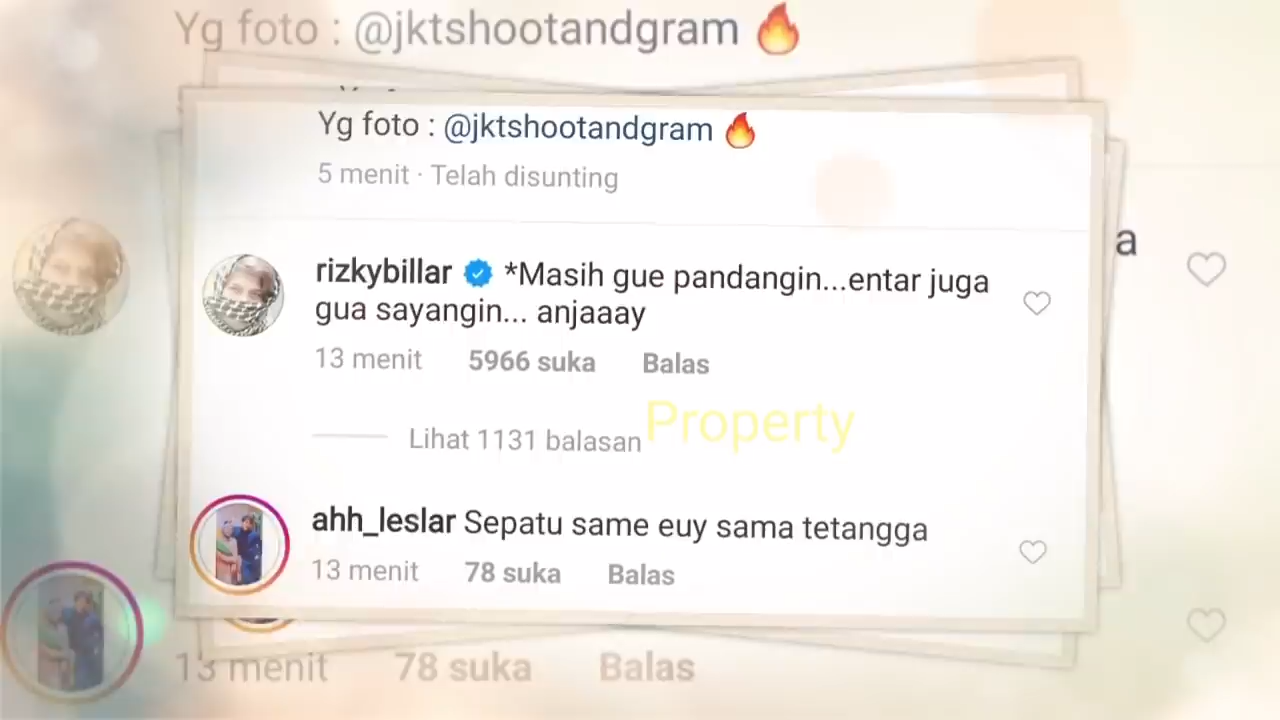 Yg foto : @jktshootandgram 🔥
Yg foto : @jktshootandgram 🔥
5 menit · Telah disunting
a
rizkybillar *Masih gue pandangin...entar juga
gua sayangin... anjaaay
13 menit 5966 suka Balas
Property
Lihat 1131 balasan
ahh_leslar Sepatu same euy sama tetangga
13 menit 78 suka Balas
13 menit 78 suka Balas